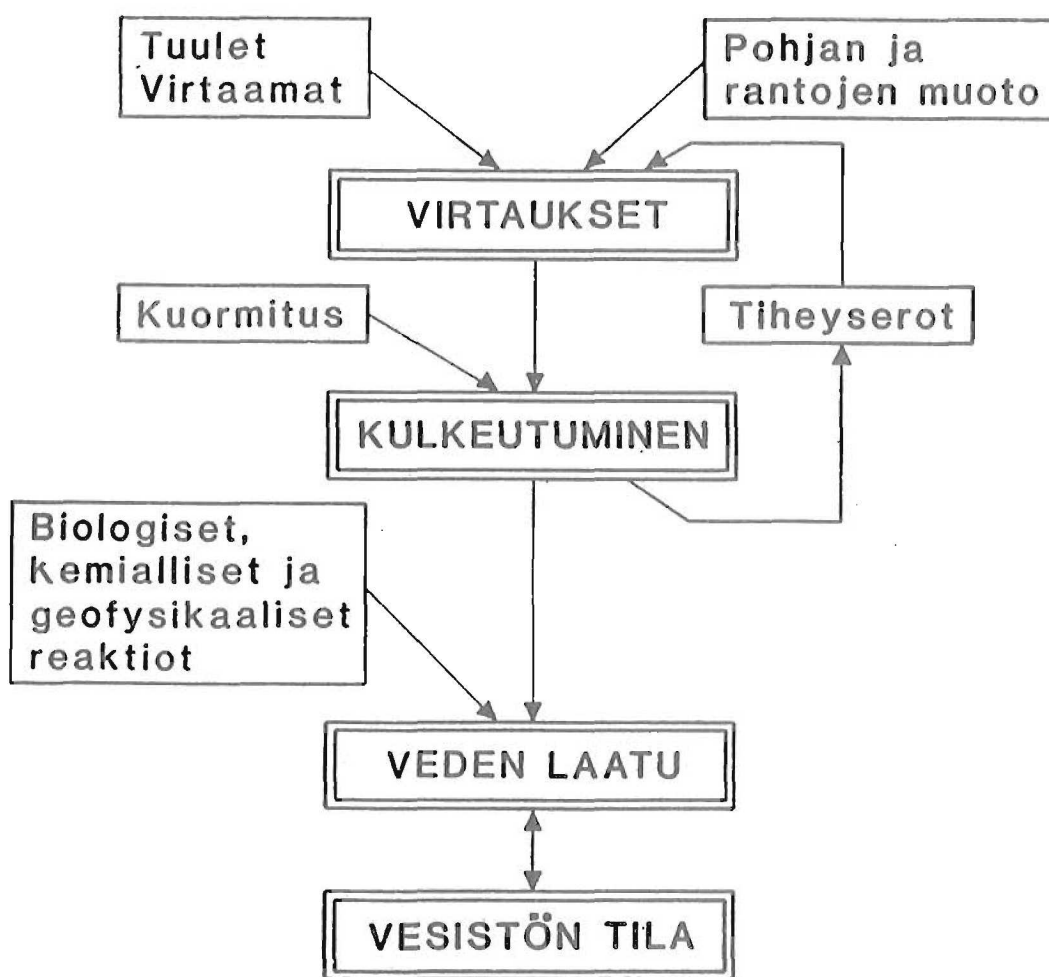 Tuulet
Virtaamat
Pohjan ja
rantojen muoto
VIRTAUKSET
Kuormitus
Tiheyserot
KULKEUTUMINEN
Biologiset,
kemialliset ja
geofysikaaliset
reaktiot
VEDEN LAATU
VESISTÖN TILA